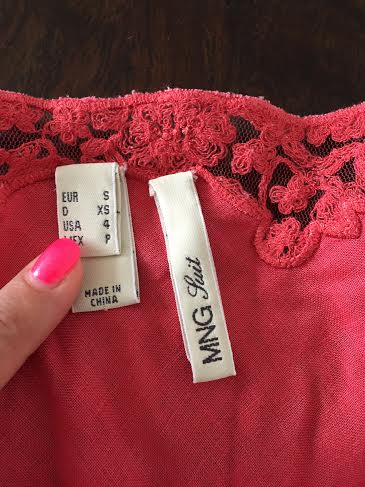 EUR S
D XS
USA 4
MEX P
MADE IN
CHINA
MNG Suit